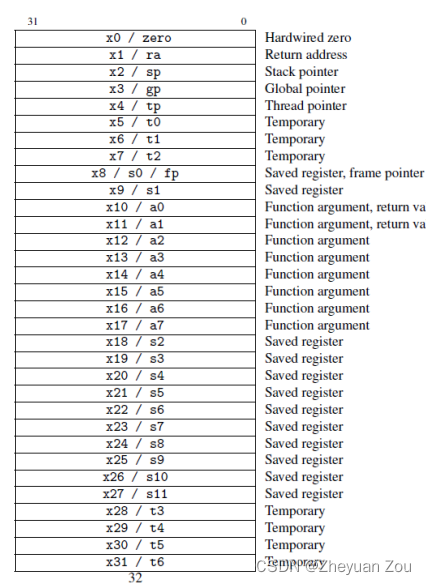 31 0
x0 / zero Hardwired zero
x1 / ra Return address
x2 / sp Stack pointer
x3 / gp Global pointer
x4 / tp Thread pointer
x5 / t0 Temporary
x6 / t1 Temporary
x7 / t2 Temporary
x8 / s0 / fp Saved register, frame pointer
x9 / s1 Saved register
x10 / a0 Function argument, return va
x11 / a1 Function argument, return va
x12 / a2 Function argument
x13 / a3 Function argument
x14 / a4 Function argument
x15 / a5 Function argument
x16 / a6 Function argument
x17 / a7 Function argument
x18 / s2 Saved register
x19 / s3 Saved register
x20 / s4 Saved register
x21 / s5 Saved register
x22 / s6 Saved register
x23 / s7 Saved register
x24 / s8 Saved register
x25 / s9 Saved register
x26 / s10 Saved register
x27 / s11 Saved register
x28 / t3 Temporary
x29 / t4 Temporary
x30 / t5 Temporary
x31 / t6 Temporary
CSDN @Zheyuan Zou
32